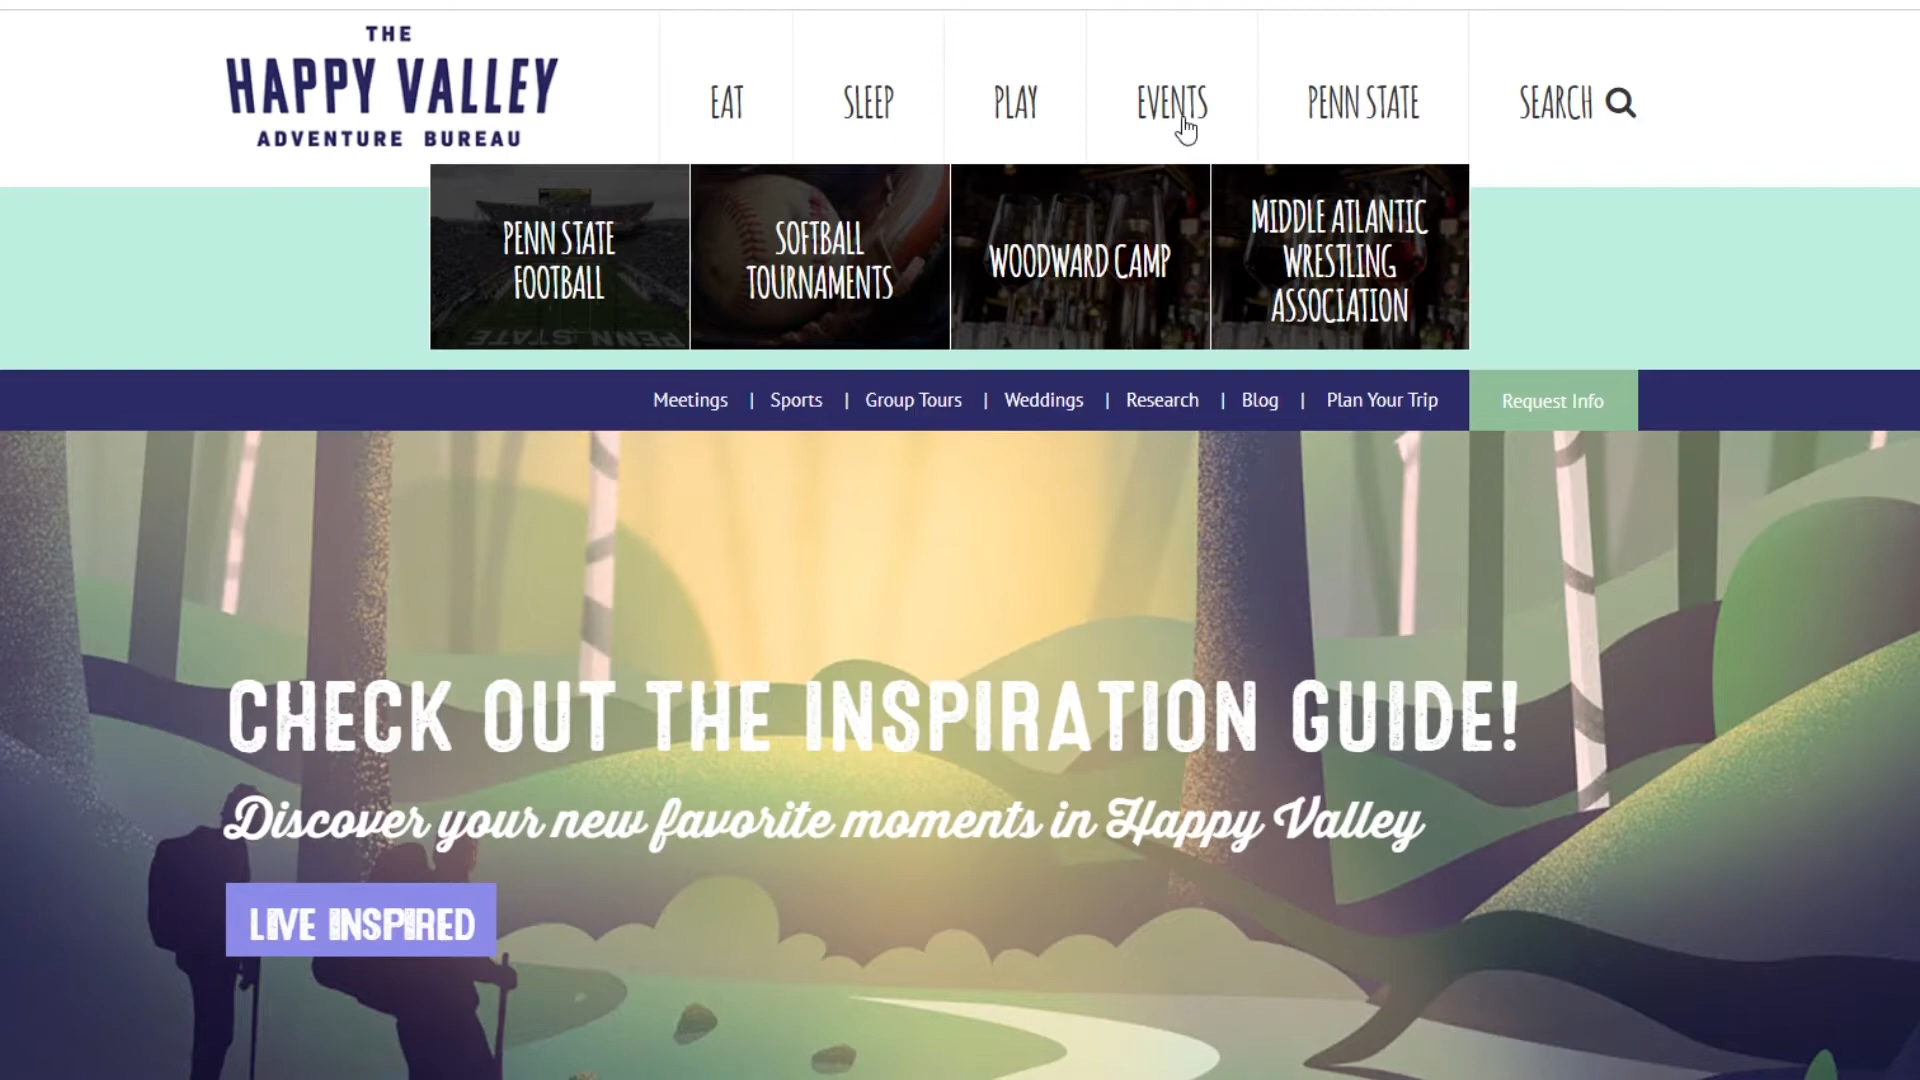 THE
HAPPY VALLEY
ADVENTURE BUREAU
EAT
SLEEP
PLAY
EVENTS
PENN STATE
SEARCH
PENN STATE
FOOTBALL
PENN STATE
SOFTBALL
TOURNAMENTS
WOODWARD CAMP
MIDDLE ATLANTIC
WRESTLING
ASSOCIATION
Meetings | Sports | Group Tours | Weddings | Research | Blog | Plan Your Trip
Request Info
CHECK OUT THE INSPIRATION GUIDE!
Discover your new favorite moments in Happy Valley
LIVE INSPIRED